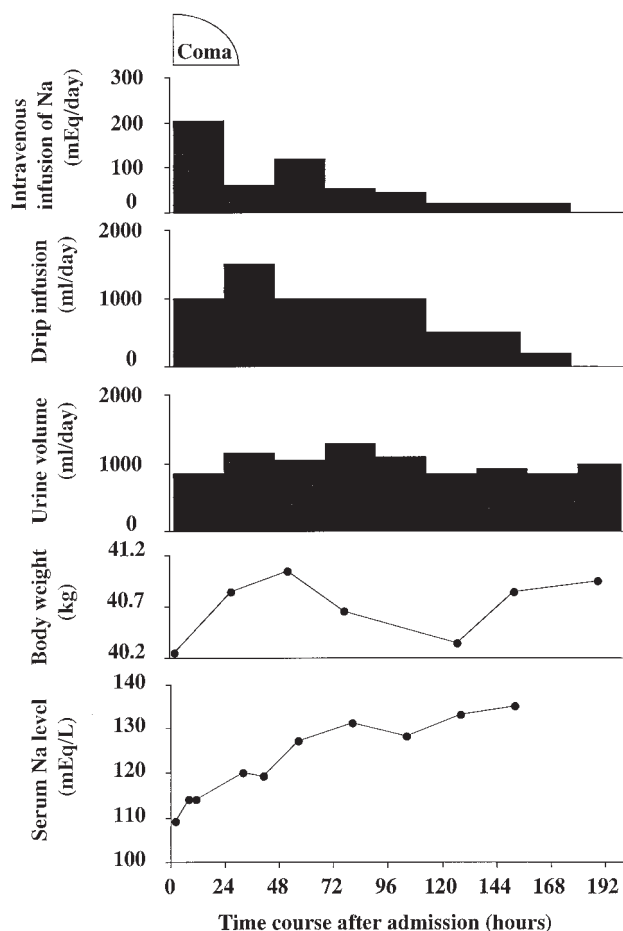 Coma
Intravenous
infusion of Na
(mEq/day)
300
200
100
0
Drip infusion
(ml/day)
2000
1000
0
Urine volume
(ml/day)
2000
1000
0
Body weight
(kg)
41.2
40.7
40.2
Serum Na level
(mEq/L)
140
130
120
110
100
0 24 48 72 96 120 144 168 192
Time course after admission (hours)